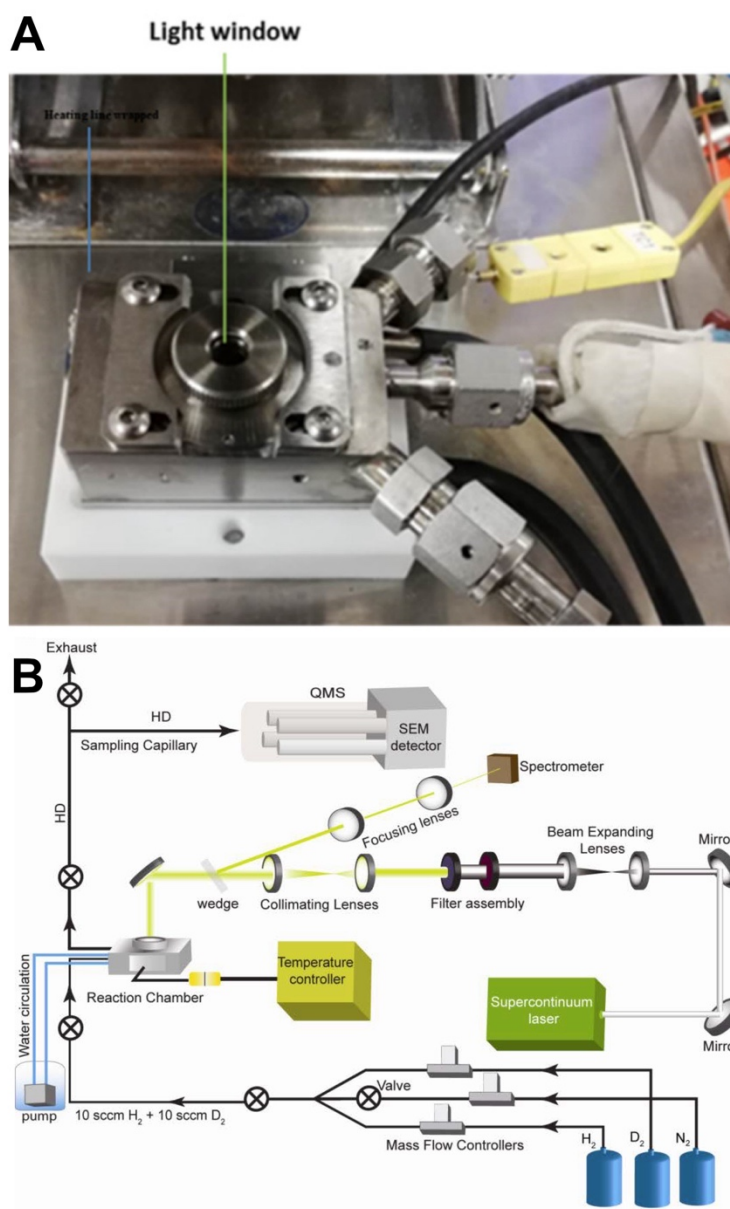 A
Light window
Heating line wrapped
B
Exhaust
HD
Sampling Capillary
QMS
SEM
detector
Spectrometer
Focusing lenses
HD
wedge
Collimating Lenses
Filter assembly
Beam Expanding
Lenses
Mirror
Reaction Chamber
Temperature
controller
Supercontinuum
laser
Mirror
Water circulation
pump
10 sccm H₂ + 10 sccm D₂
Valve
Mass Flow Controllers
H₂
D₂
N₂